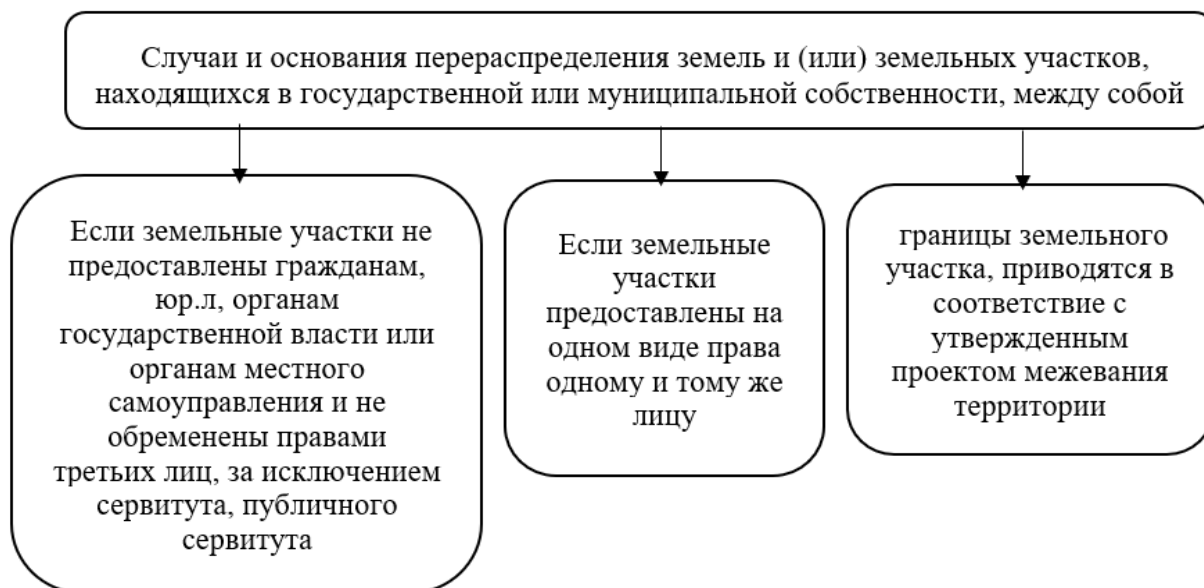 Случаи и основания перераспределения земель и (или) земельных участков,
находящихся в государственной или муниципальной собственности, между собой
Если земельные участки не
предоставлены гражданам,
юр.л, органам
государственной власти или
органам местного
самоуправления и не
обременены правами
третьих лиц, за исключением
сервитута, публичного
сервитута
Если земельные
участки
предоставлены на
одном виде права
одному и тому же
лицу
границы земельного
участка, приводятся в
соответствие с
утвержденным
проектом межевания
территории